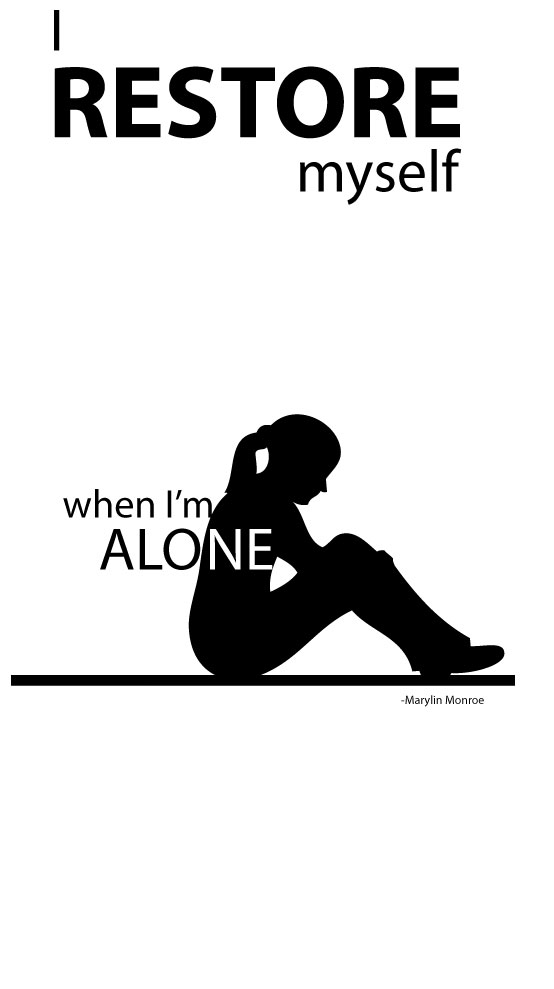 I
RESTORE
myself
when I'm
ALONE
-Marylin Monroe